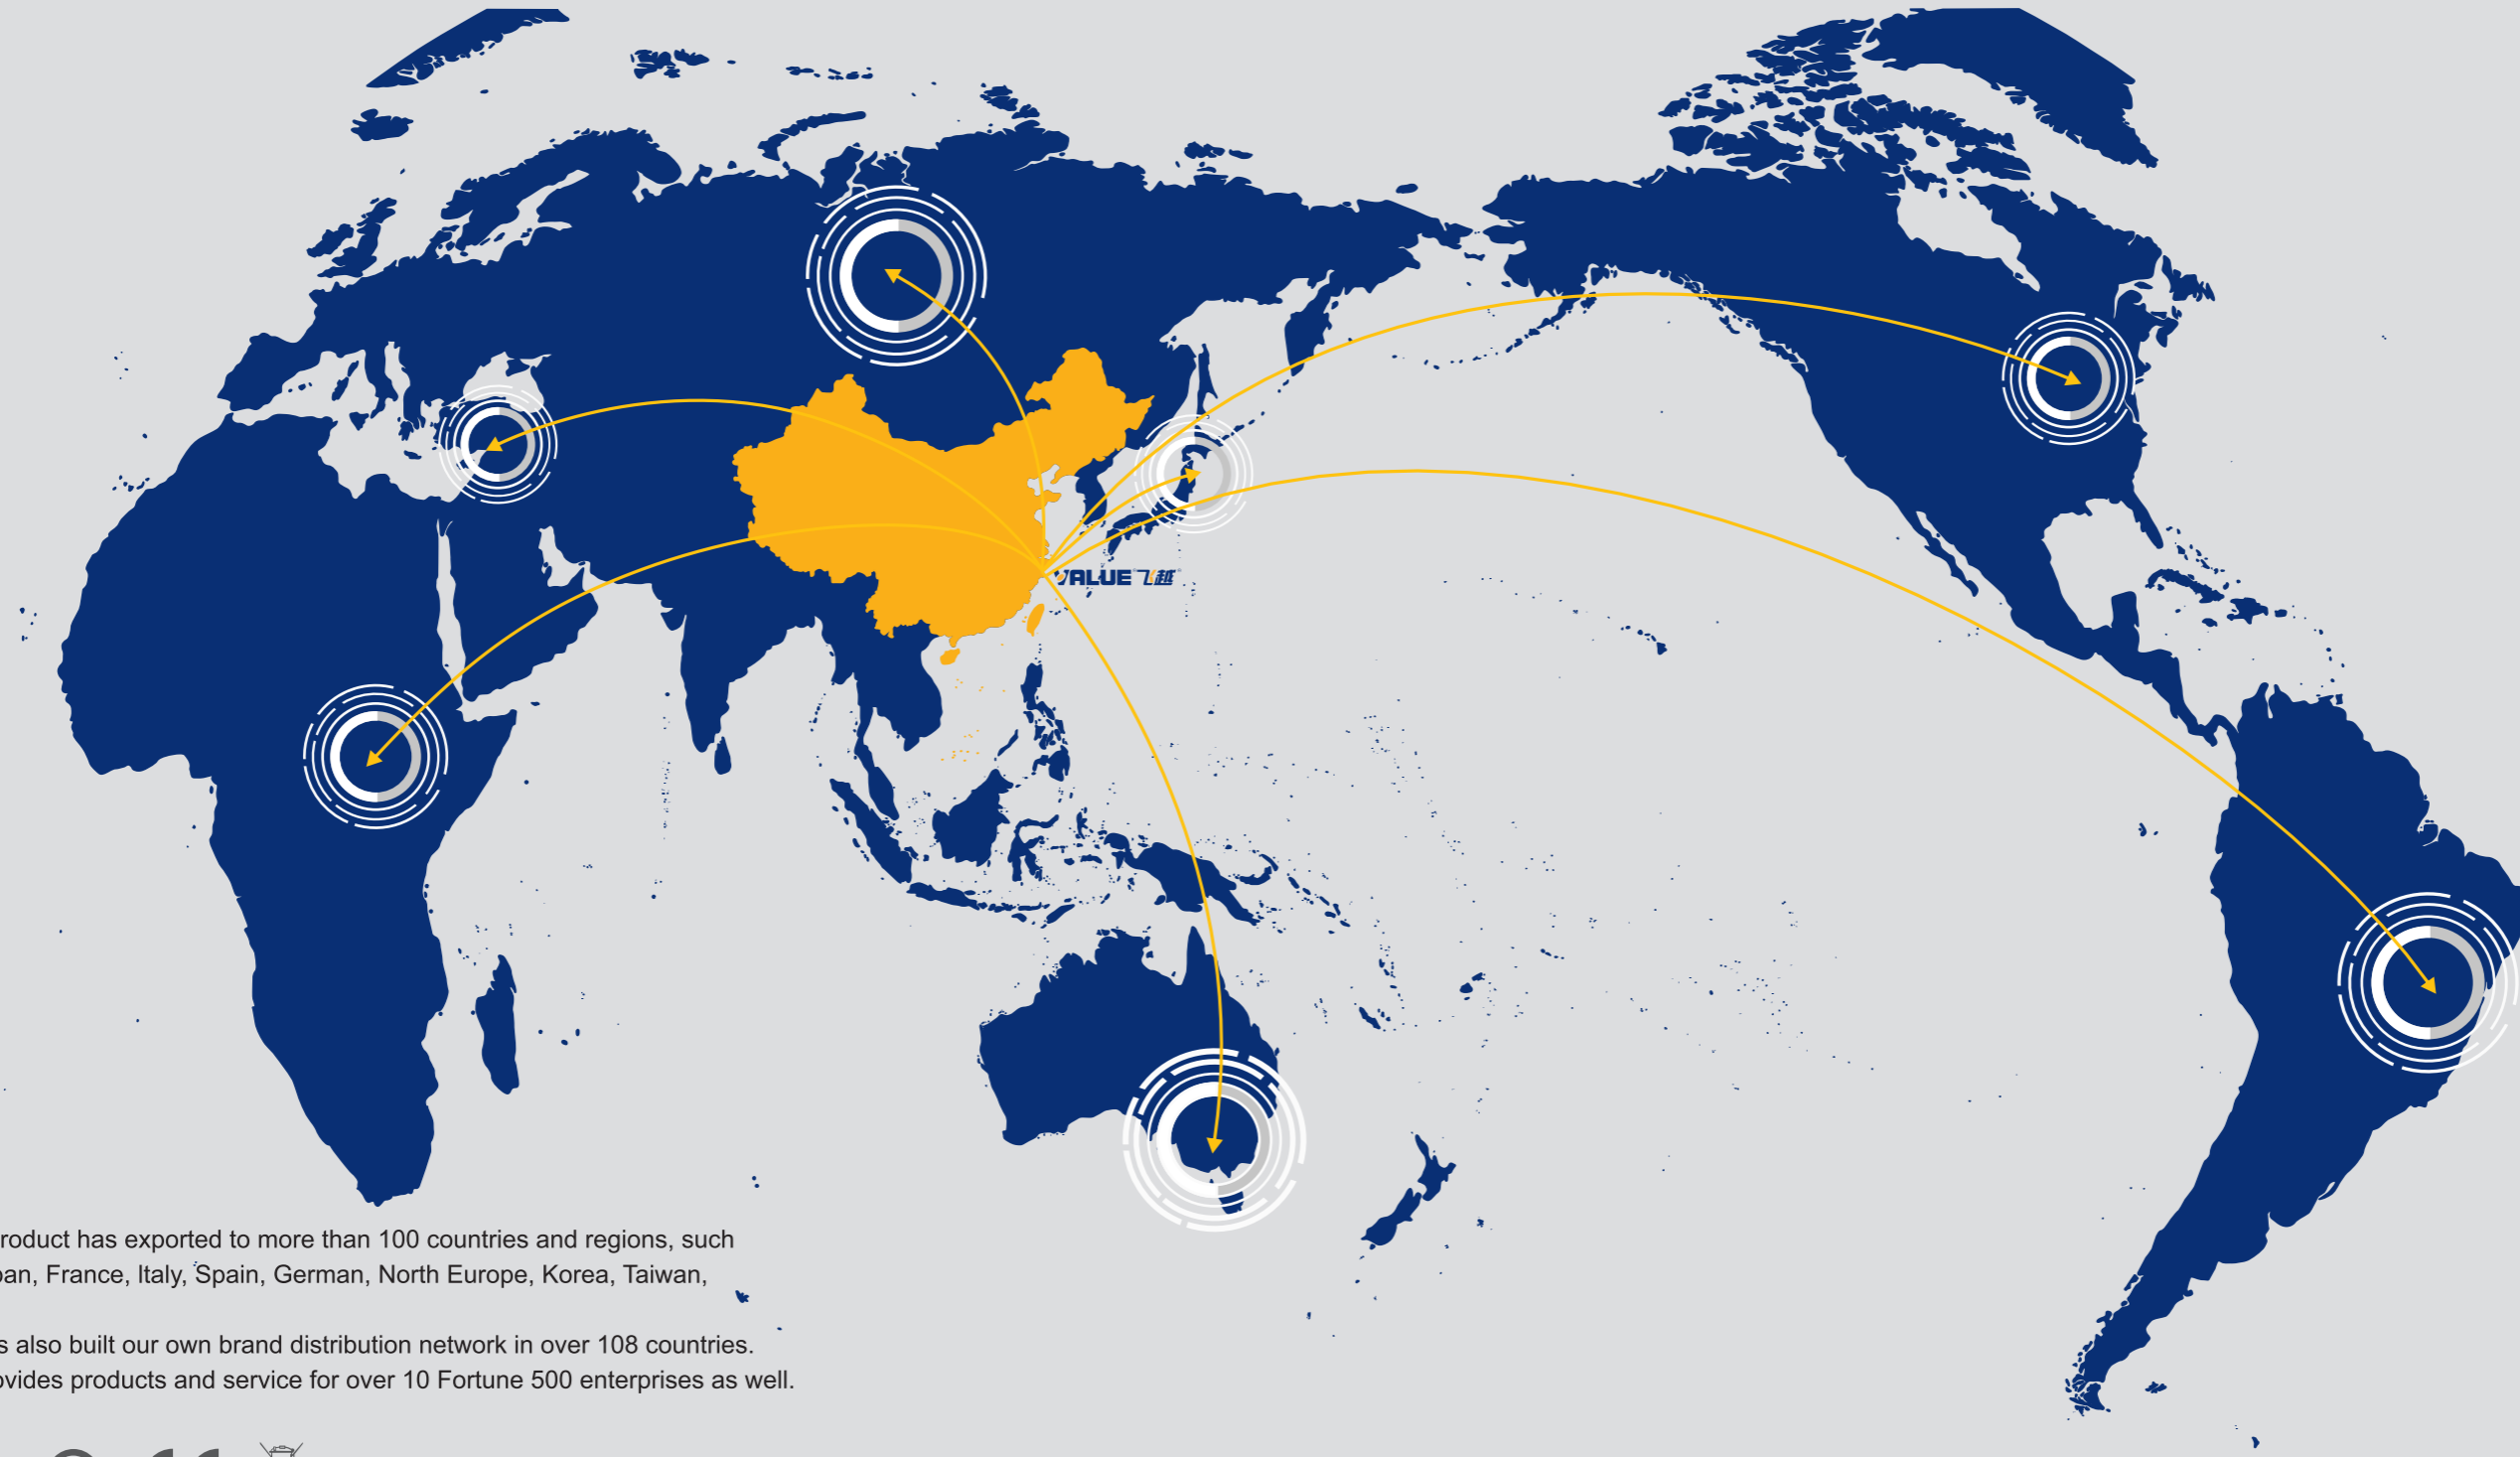 VALUE 飞越
roduct has exported to more than 100 countries and regions, such
pan, France, Italy, Spain, German, North Europe, Korea, Taiwan,
s also built our own brand distribution network in over 108 countries.
ovides products and service for over 10 Fortune 500 enterprises as well.